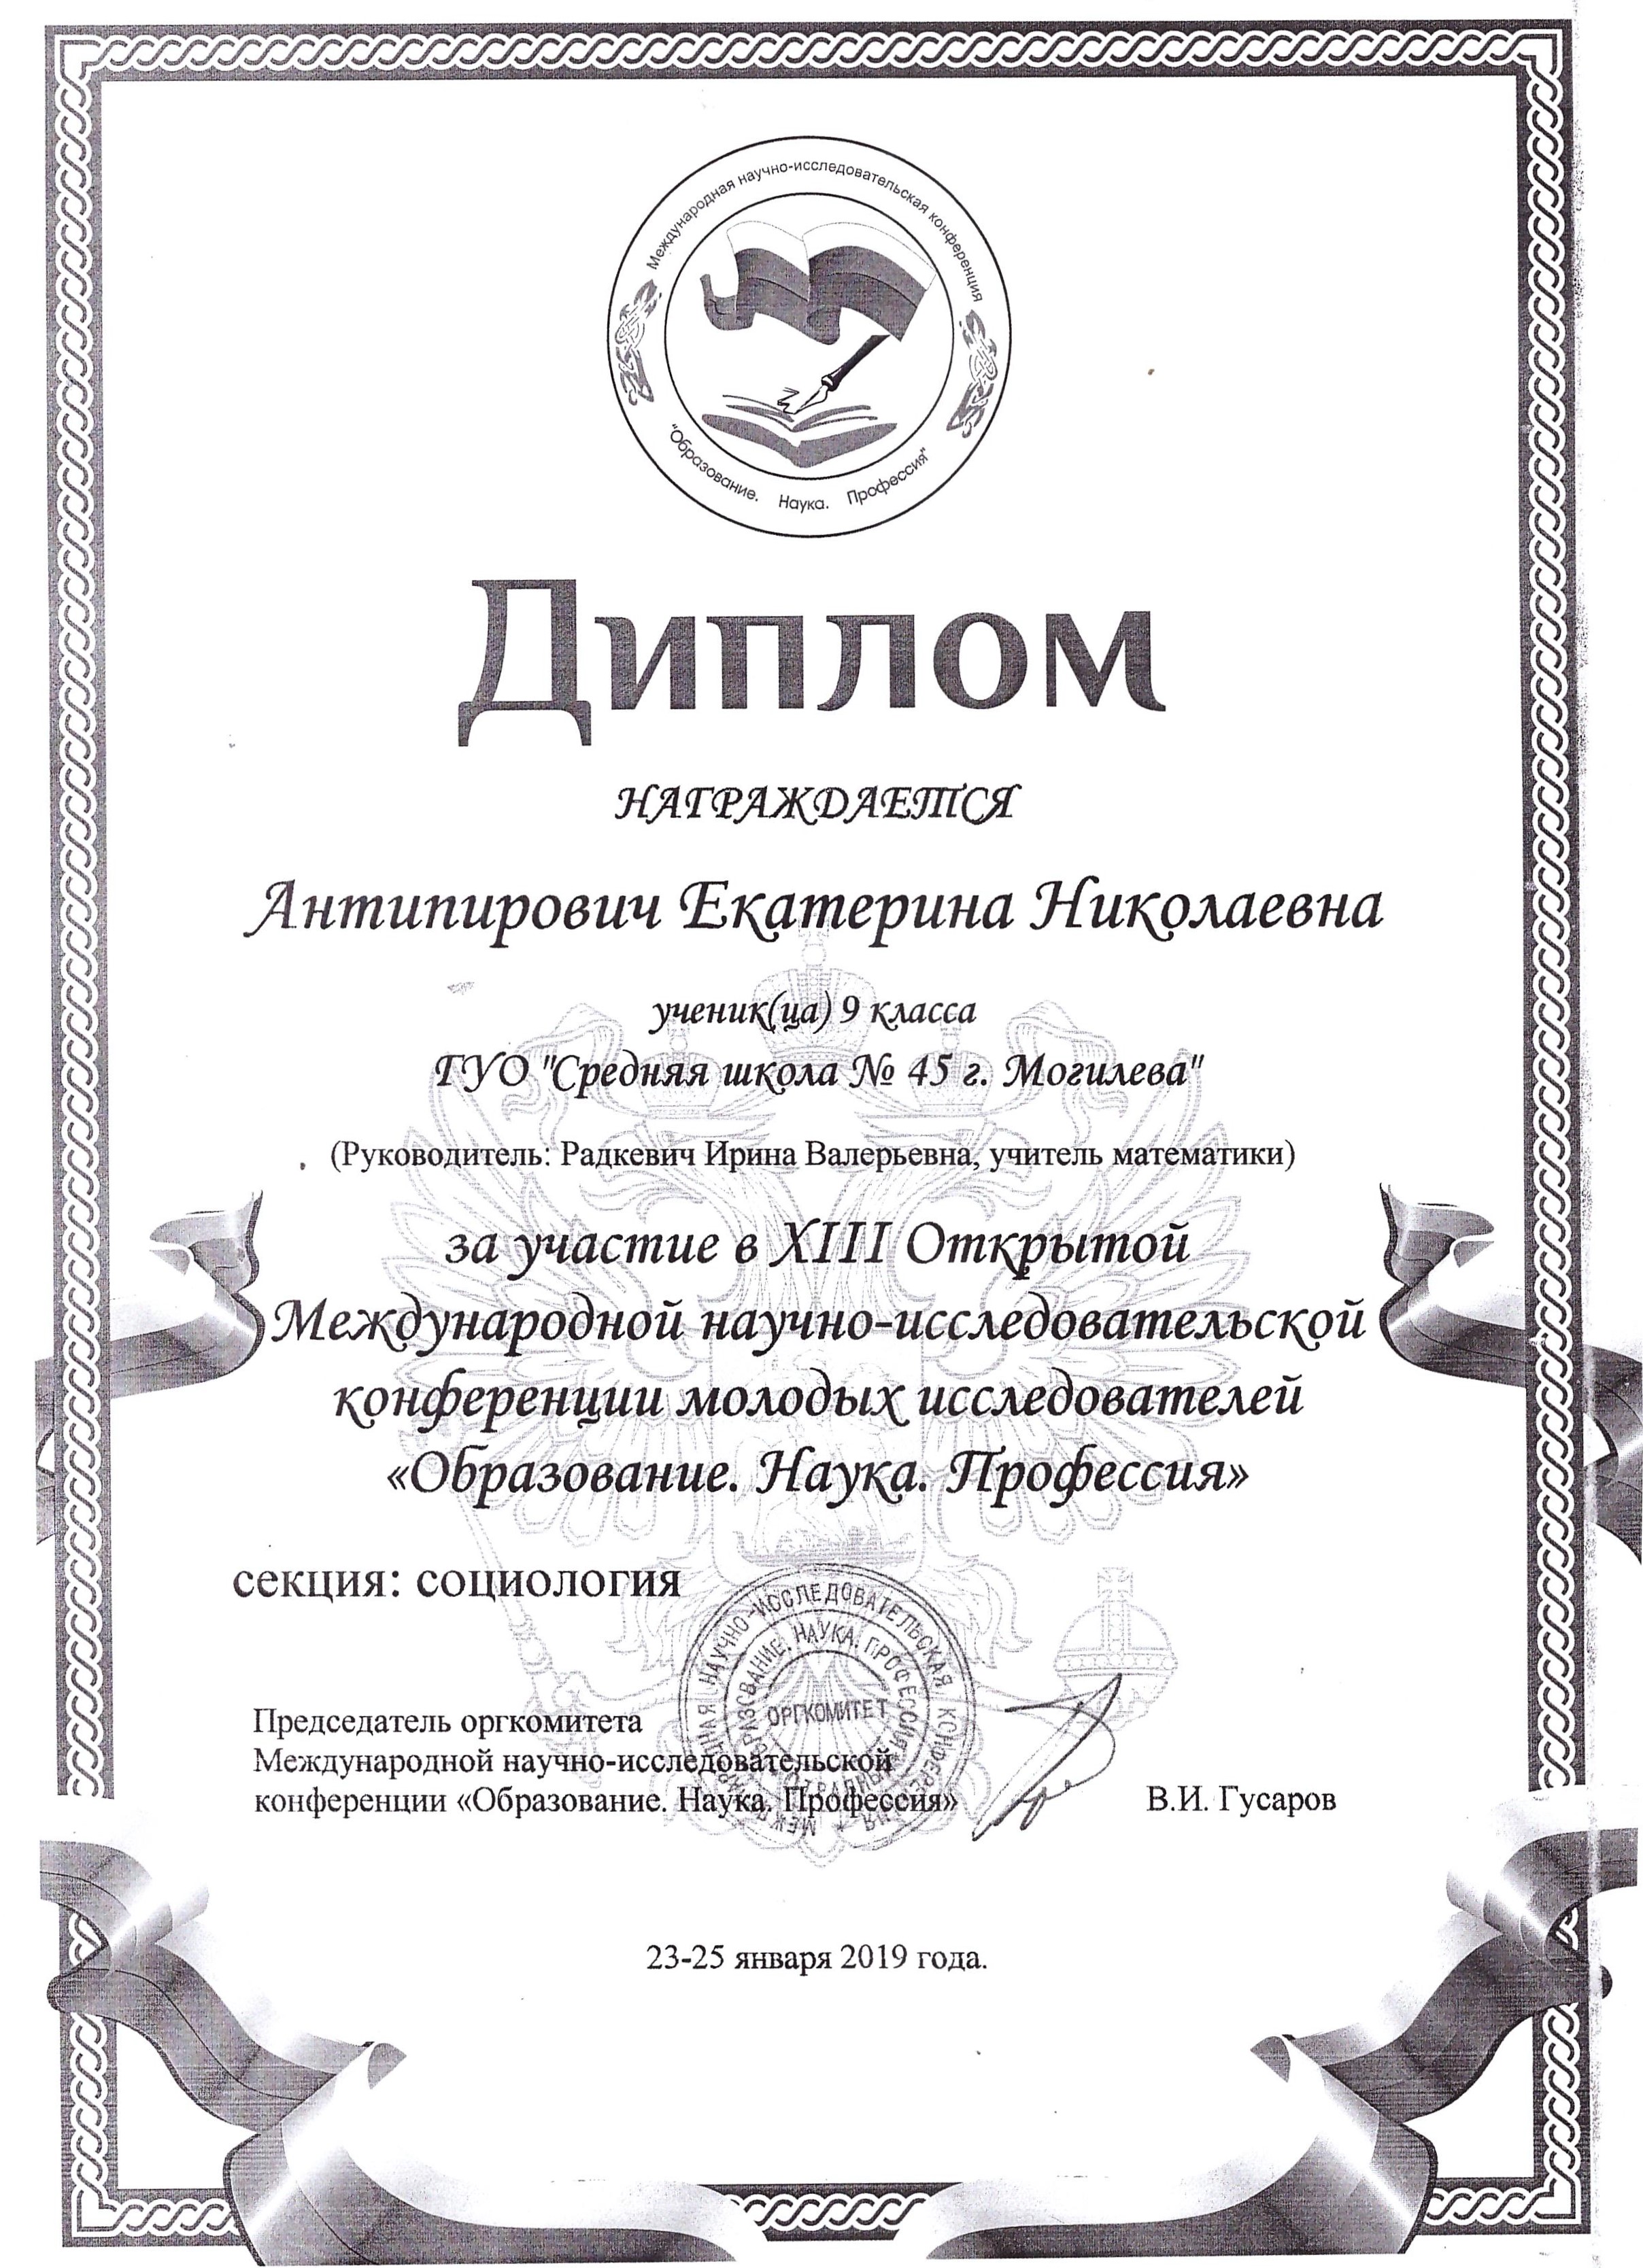 Международная научно-исследовательская конференция
"Образование. Наука. Профессия"
Диплом
НАГРАЖДАЕТСЯ
Антипирович Екатерина Николаевна
ученик(ца) 9 класса
ГУО "Средняя школа № 45 г. Могилева"
(Руководитель: Радкевич Ирина Валерьевна, учитель математики)
за участие в XIII Открытой
Международной научно-исследовательской
конференции молодых исследователей
«Образование. Наука. Профессия»
секция: социология
НАУЧНО-ИССЛЕДОВАТЕЛЬСКАЯ
НАУКА. ПРОФЕССИЯ
ОРГКОМИТЕТ
Председатель оргкомитета
Международной научно-исследовательской
конференции «Образование. Наука. Профессия»
В.И. Гусаров
23-25 января 2019 года.